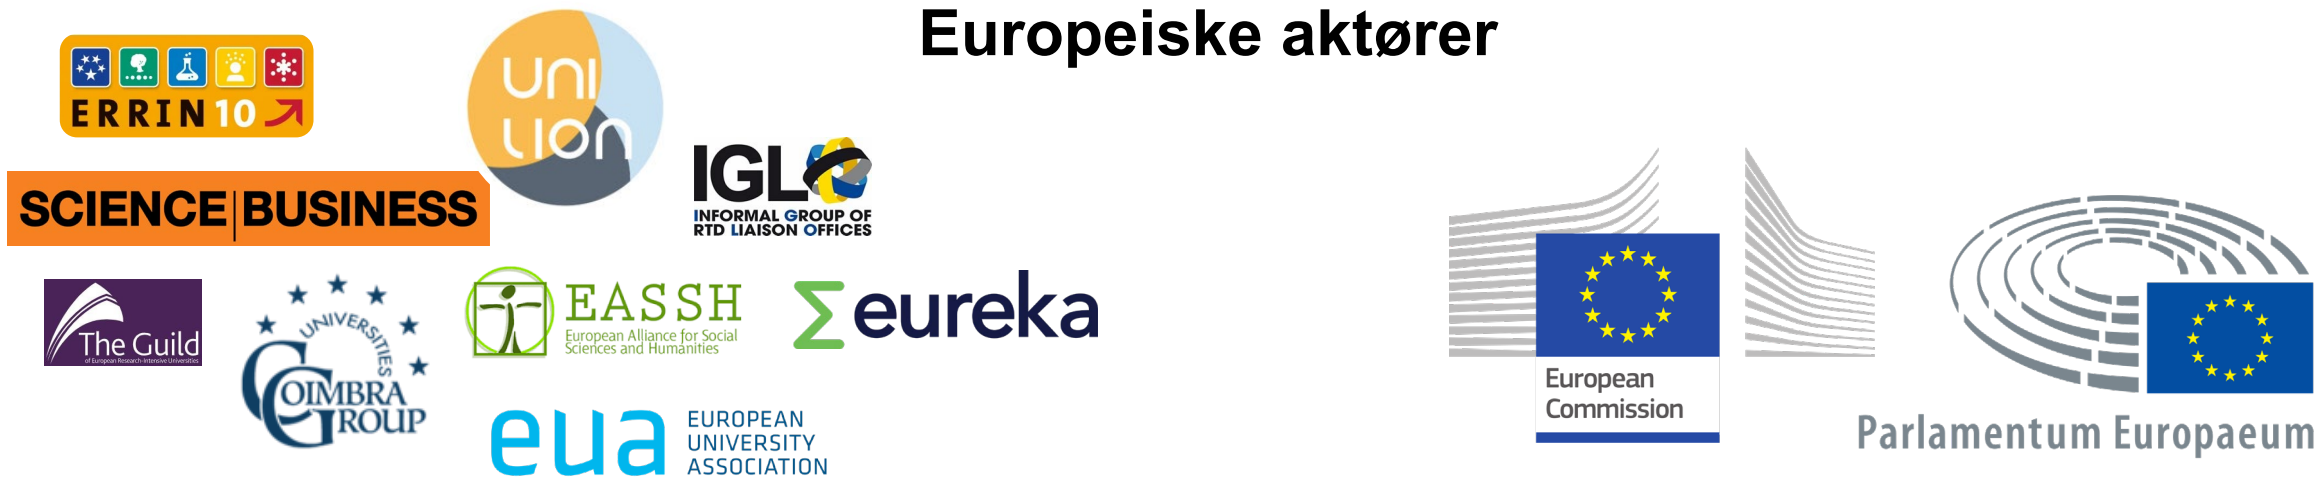 Europeiske aktører
ERRIN 10
UNI
LION
SCIENCE|BUSINESS
IGLO
INFORMAL GROUP OF
RTD LIAISON OFFICES
The Guild
of European Research-Intensive Universities
UNIVERSITIES
COIMBRA
GROUP
EASSH
European Alliance for Social
Sciences and Humanities
eureka
eua
EUROPEAN
UNIVERSITY
ASSOCIATION
European
Commission
Parlamentum Europaeum